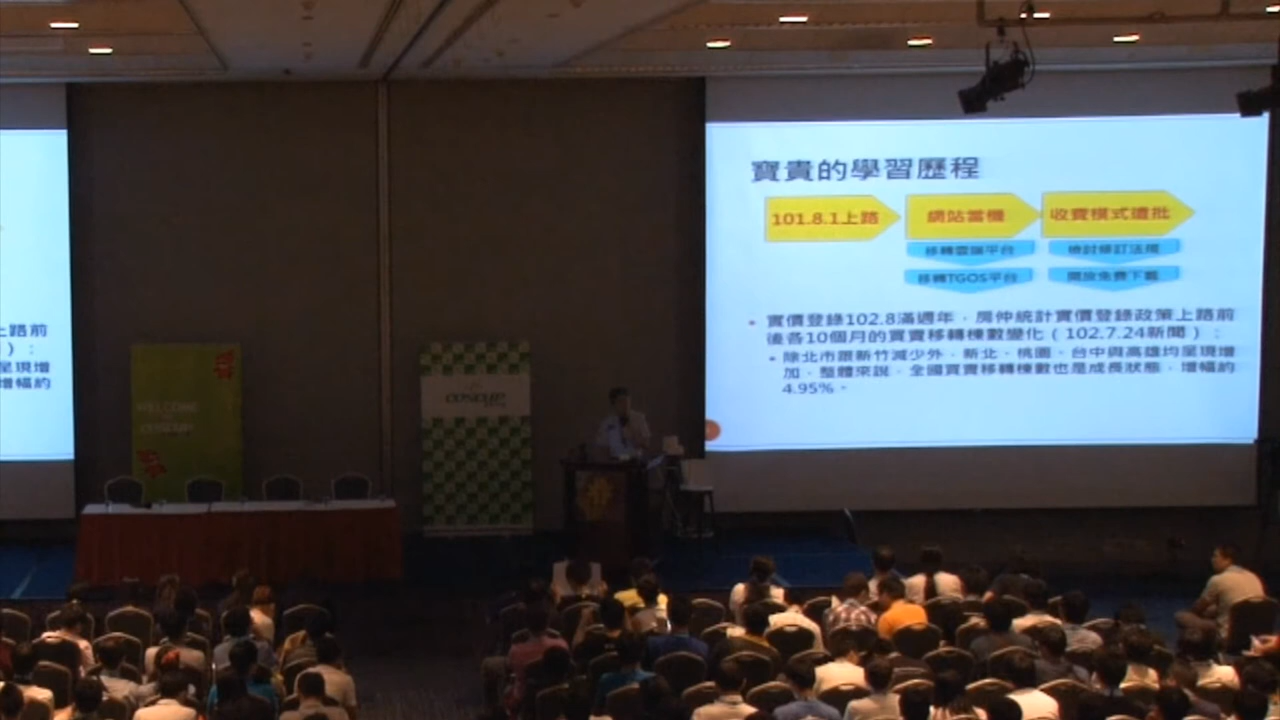 寶貴的學習歷程
101.8.1上路
網站當機
收費模式遭批
移轉雲端平台
檢討修訂法規
移轉TGOS平台
開放免費下載
實價登錄102.8滿週年，房仲統計實價登錄政策上路前
後各10個月的買賣移轉棟數變化（102.7.24新聞）：
除北市跟新竹減少外，新北、桃園、台中與高雄均呈現增
加，整體來說，全國買賣移轉棟數也是成長狀態，增幅約
4.95%。
上路前
）：
呈現增
增幅約
WELCOME
COSCUP
COSCUP